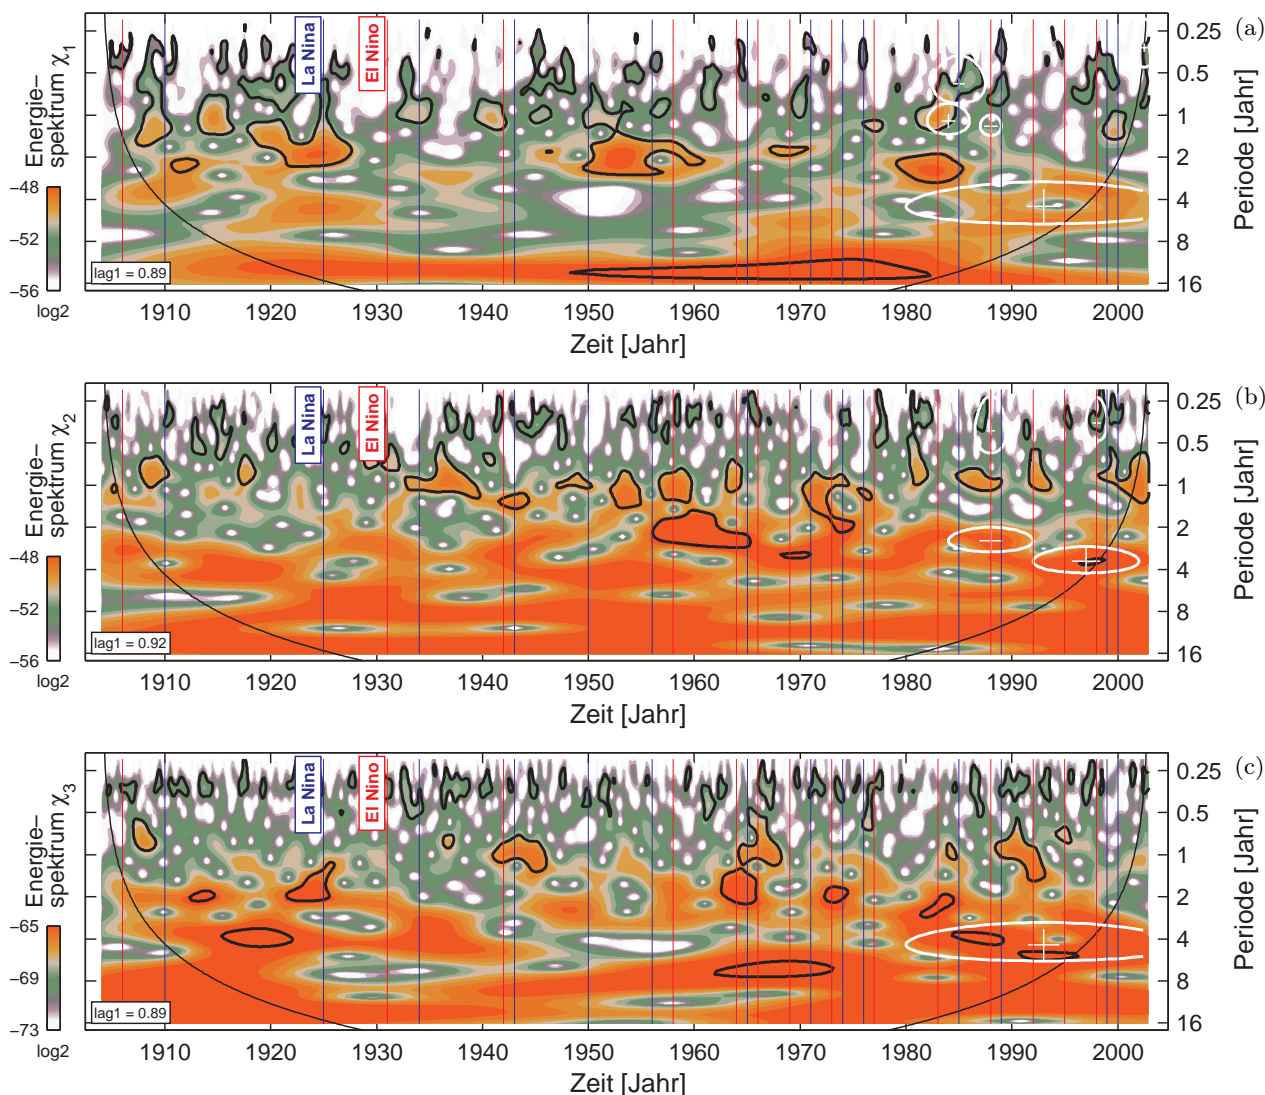 La Nina
El Nino
(a)
Energie–
spektrum χ1
–48
–52
–56
log2
lag1 = 0.89
0.25
0.5
1
2
4
8
16
Periode [Jahr]
1910 1920 1930 1940 1950 1960 1970 1980 1990 2000
Zeit [Jahr]
La Nina
El Nino
(b)
Energie–
spektrum χ2
–48
–52
–56
log2
lag1 = 0.92
0.25
0.5
1
2
4
8
16
Periode [Jahr]
1910 1920 1930 1940 1950 1960 1970 1980 1990 2000
Zeit [Jahr]
La Nina
El Nino
(c)
Energie–
spektrum χ3
–65
–69
–73
log2
lag1 = 0.89
0.25
0.5
1
2
4
8
16
Periode [Jahr]
1910 1920 1930 1940 1950 1960 1970 1980 1990 2000
Zeit [Jahr]